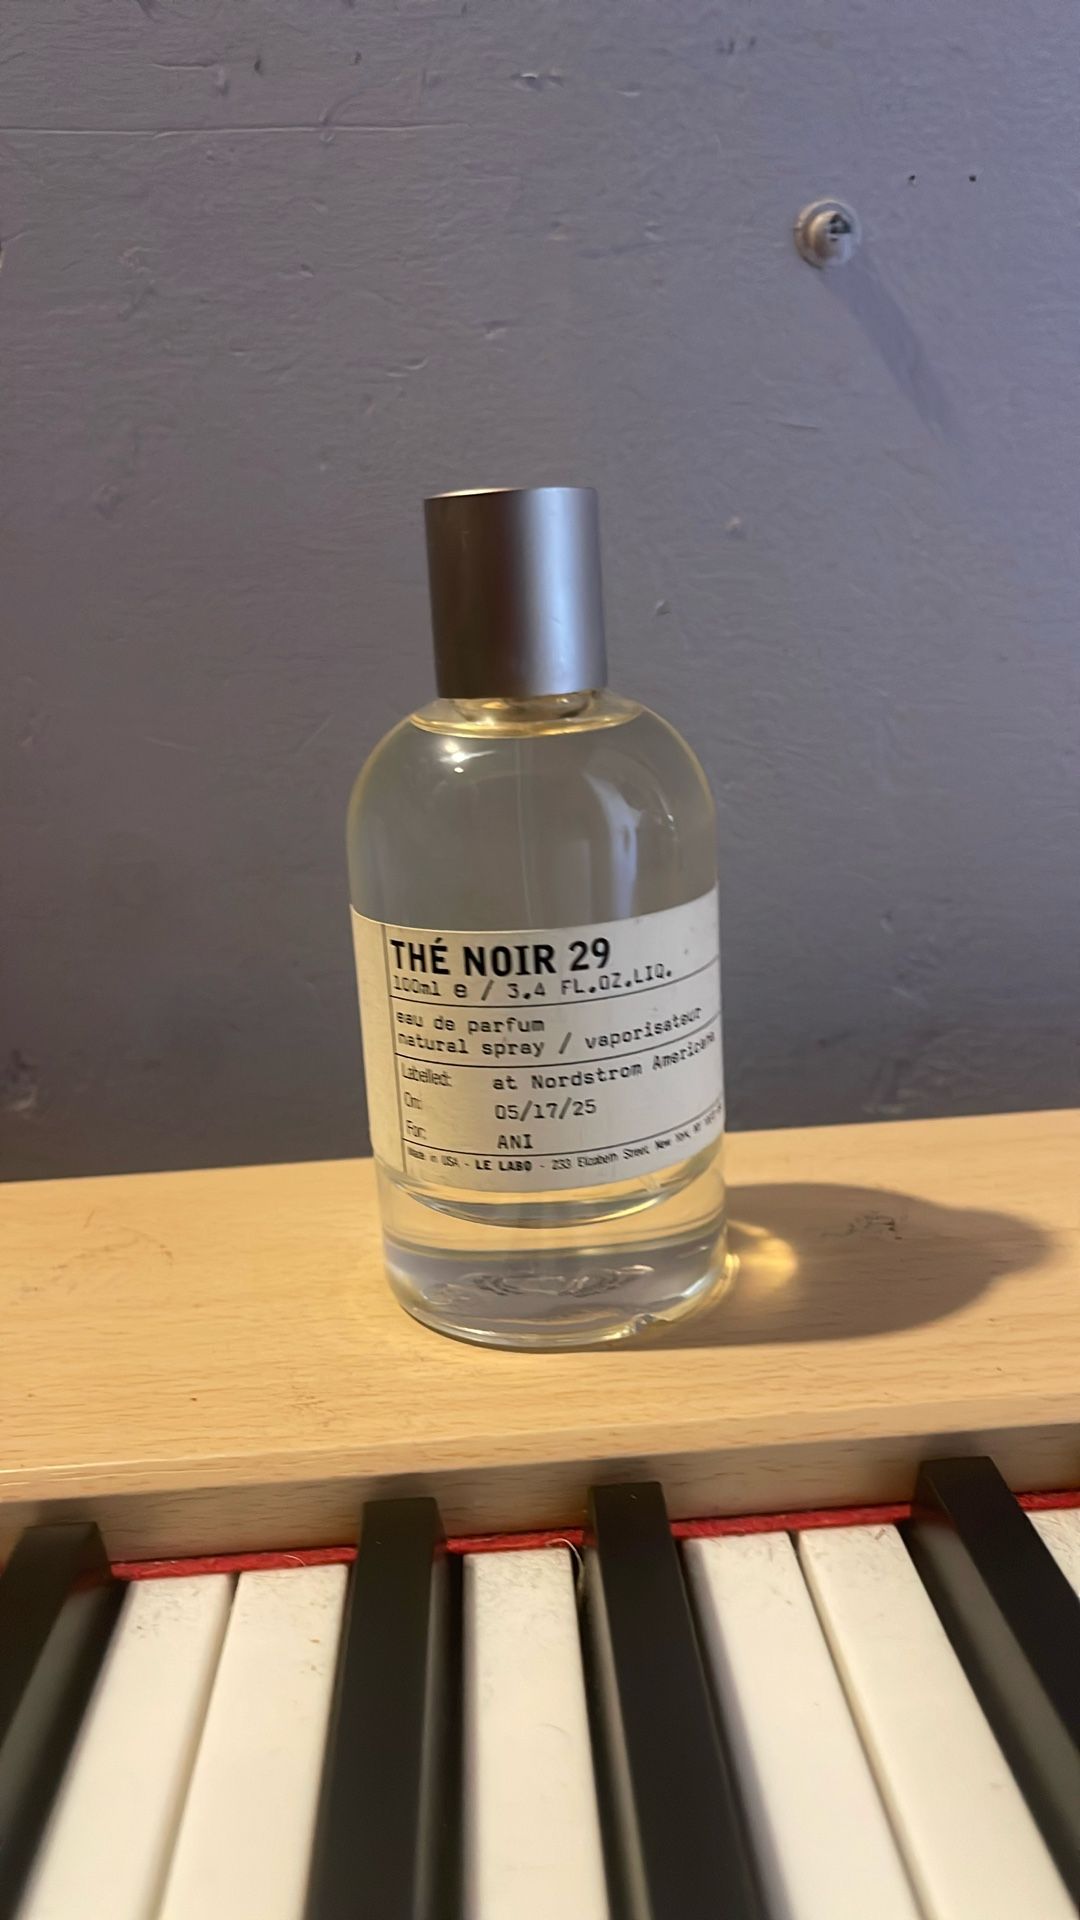 THÉ NOIR 29
100ml e / 3.4 FL.OZ.LIQ.
eau de parfum
natural spray / vaporisateur
Labelled: at Nordstrom Americana
On: 05/17/25
For: ANI
Made in USA - LE LABO - 233 Elizabeth Street, New York, NY